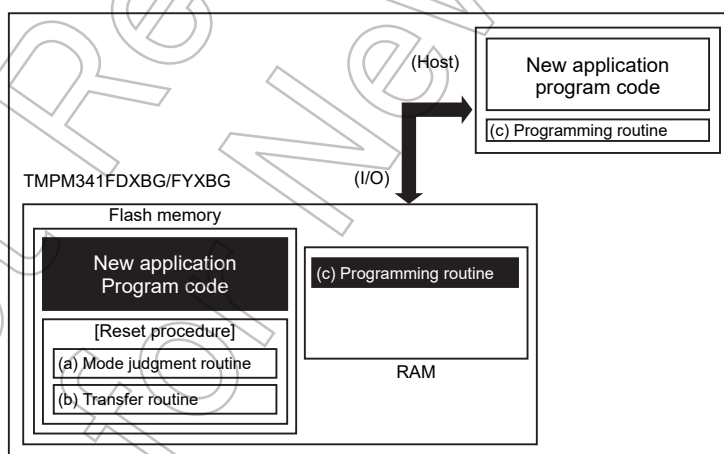 (Host)
New application
program code
(c) Programming routine
(I/O)
TMPM341FDXBG/FYXBG
Flash memory
New application
Program code
[Reset procedure]
(a) Mode judgment routine
(b) Transfer routine
(c) Programming routine
RAM